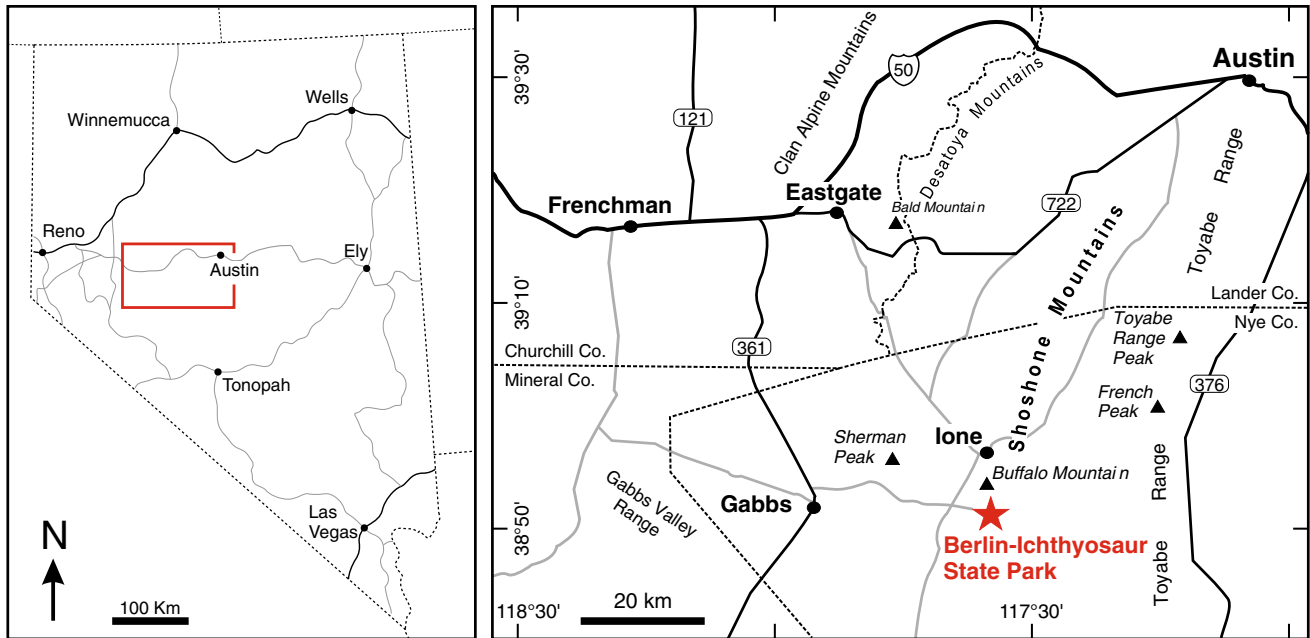 Winnemucca
Wells
Reno
Austin
Ely
Tonopah
Las
Vegas
N
100 Km
39°30'
39°10'
38°50'
118°30'
117°30'
Clan Alpine Mountains
50
Desatoya Mountains
Austin
121
Frenchman
Eastgate
Bald Mountain
722
Toyabe Range
Shoshone Mountains
Lander Co.
Nye Co.
Churchill Co.
Mineral Co.
361
Toyabe
Range
Peak
French
Peak
376
Sherman
Peak
Ione
Buffalo Mountain
Gabbs Valley
Range
Gabbs
Toyabe Range
Berlin-Ichthyosaur
State Park
20 km